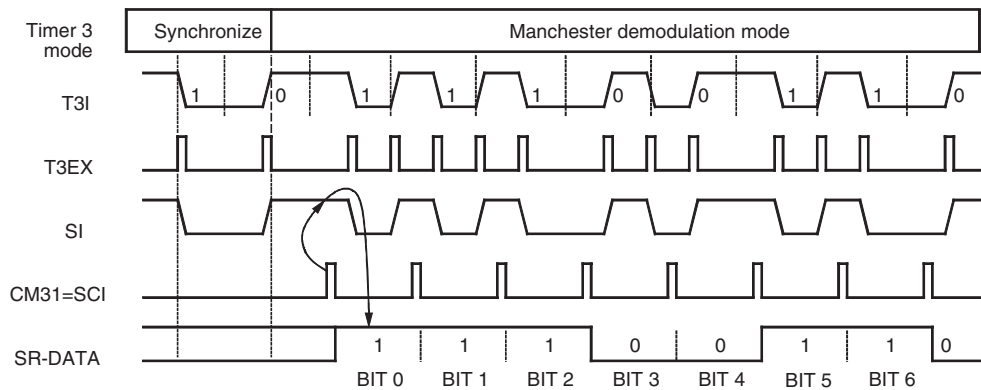 Timer 3 mode Synchronize Manchester demodulation mode
T3I 1 0 1 1 1 0 0 1 1 0
T3EX
SI
CM31=SCI
SR-DATA 1 1 1 0 0 1 1 0
BIT 0 BIT 1 BIT 2 BIT 3 BIT 4 BIT 5 BIT 6